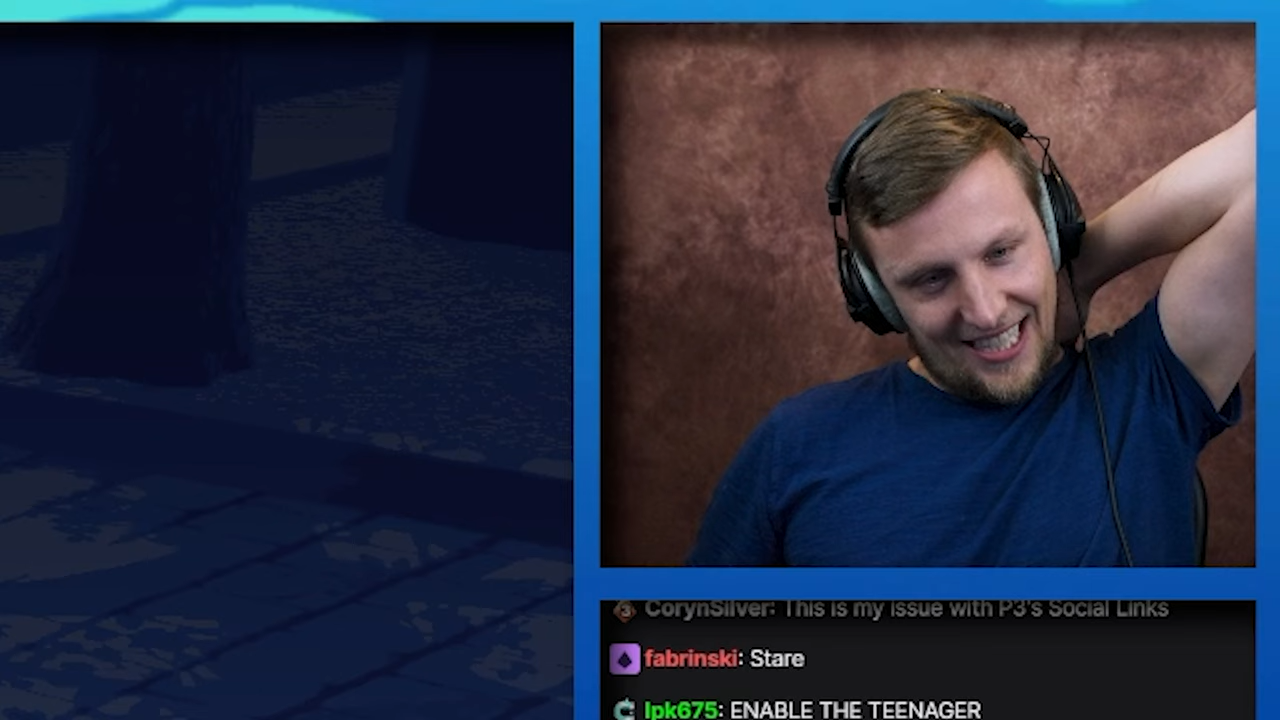 CorynSilver: This is my issue with P3's Social Links
fabrinski: Stare
lpk675: ENABLE THE TEENAGER